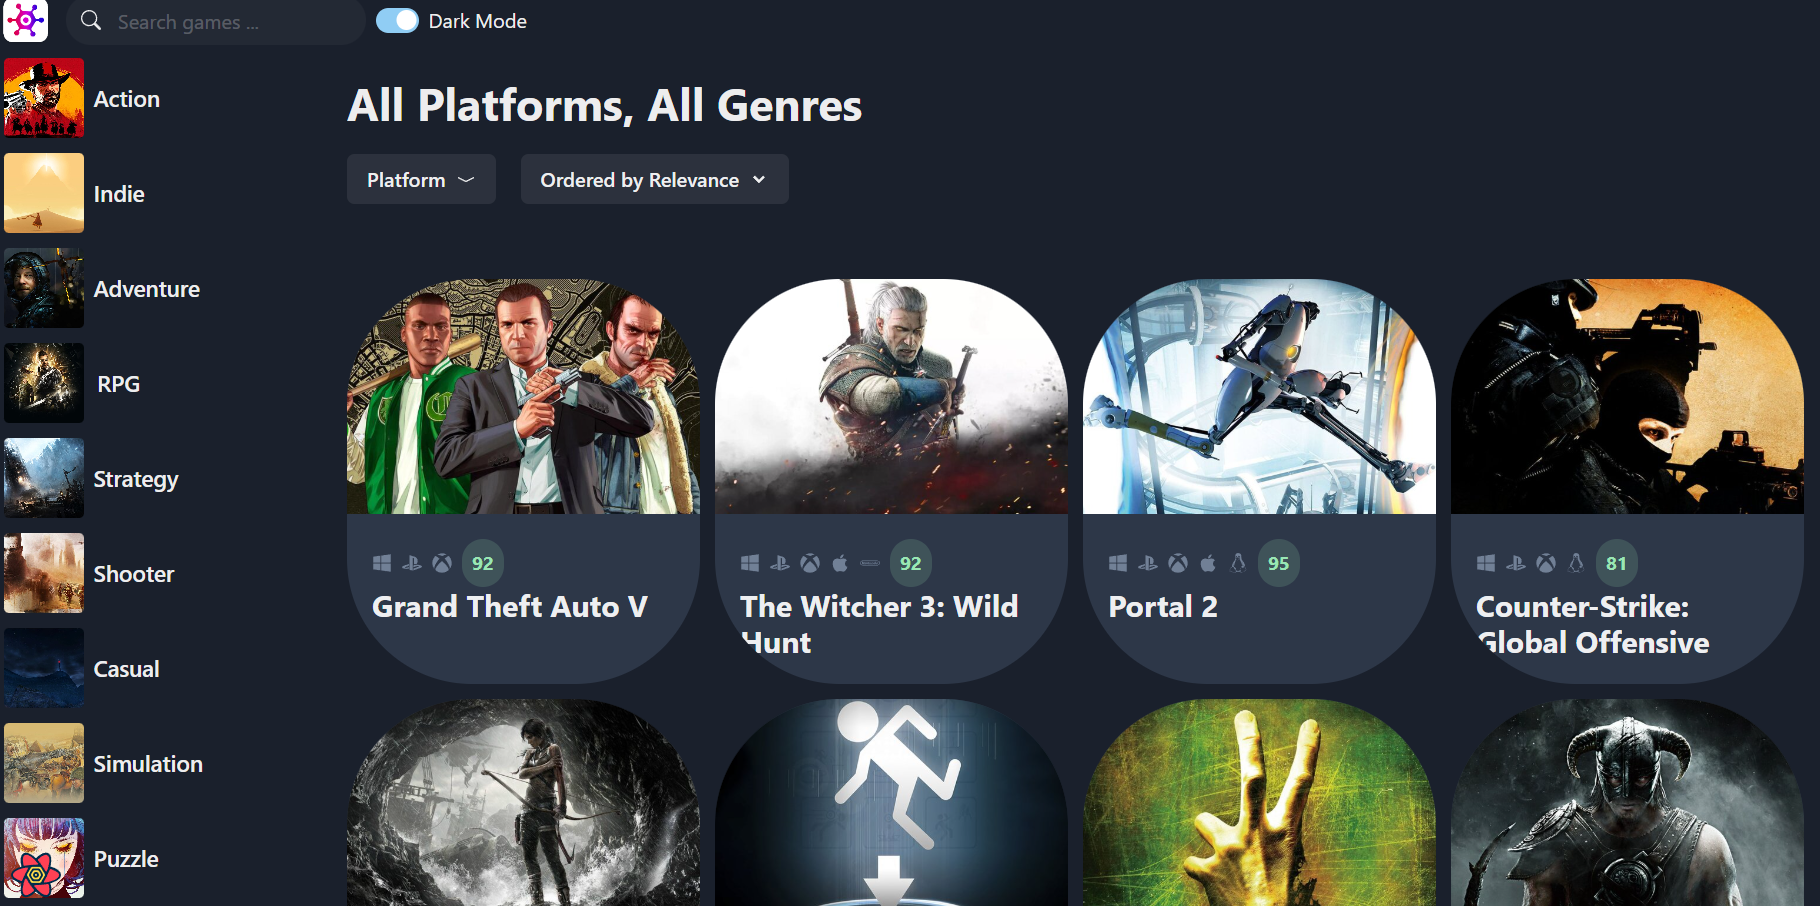 Search games ...
Dark Mode
Action
Indie
Adventure
RPG
Strategy
Shooter
Casual
Simulation
Puzzle
All Platforms, All Genres
Platform
Ordered by Relevance
92
Grand Theft Auto V
92
The Witcher 3: Wild
Hunt
95
Portal 2
81
Counter-Strike:
Global Offensive